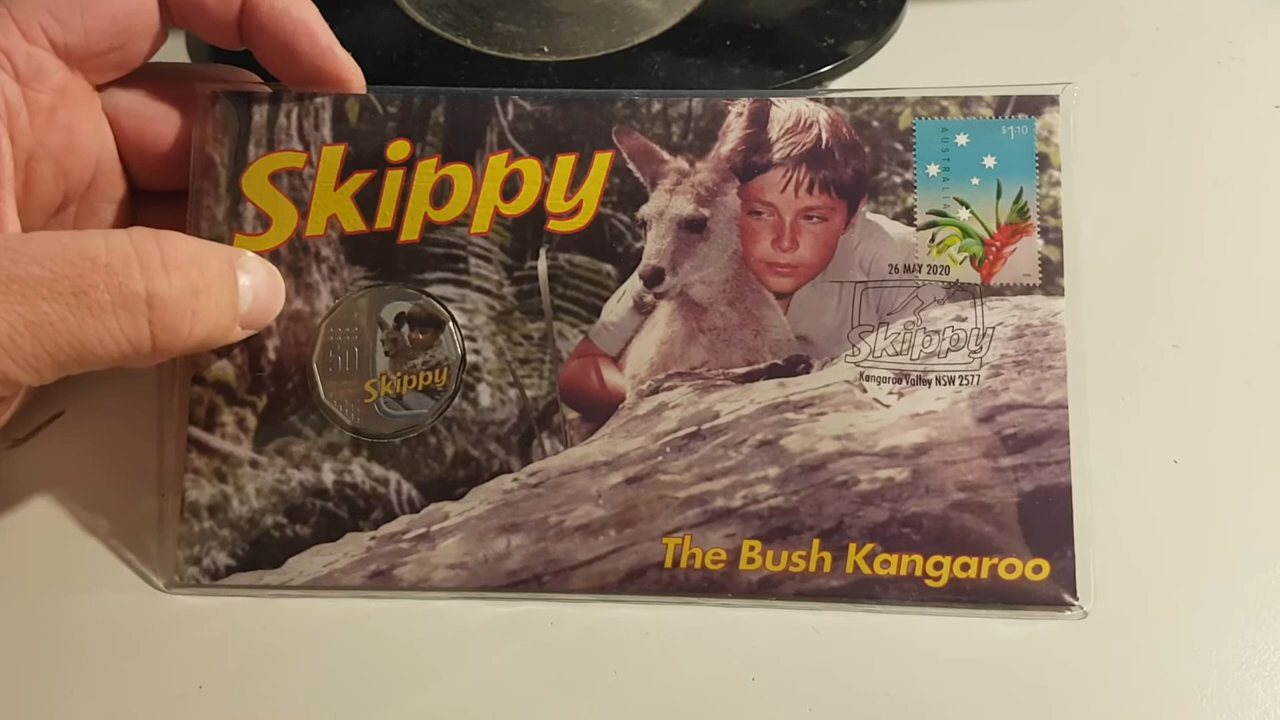 Skippy
$1.10
AUSTRALIA
26 MAY 2020
Skippy
Kangaroo Valley NSW 2577
50
Skippy
The Bush Kangaroo